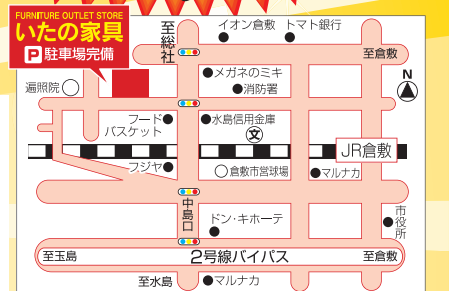 FURNITURE OUTLET STORE
いたの家具
P 駐車場完備
至総社
イオン倉敷
トマト銀行
至倉敷
N
メガネのミキ
消防署
遍照院
フード
バスケット
水島信用金庫
文
JR倉敷
フジヤ
倉敷市営球場
マルナカ
中島口
ドン・キホーテ
市役所
至玉島
2号線バイパス
至倉敷
至水島
マルナカ